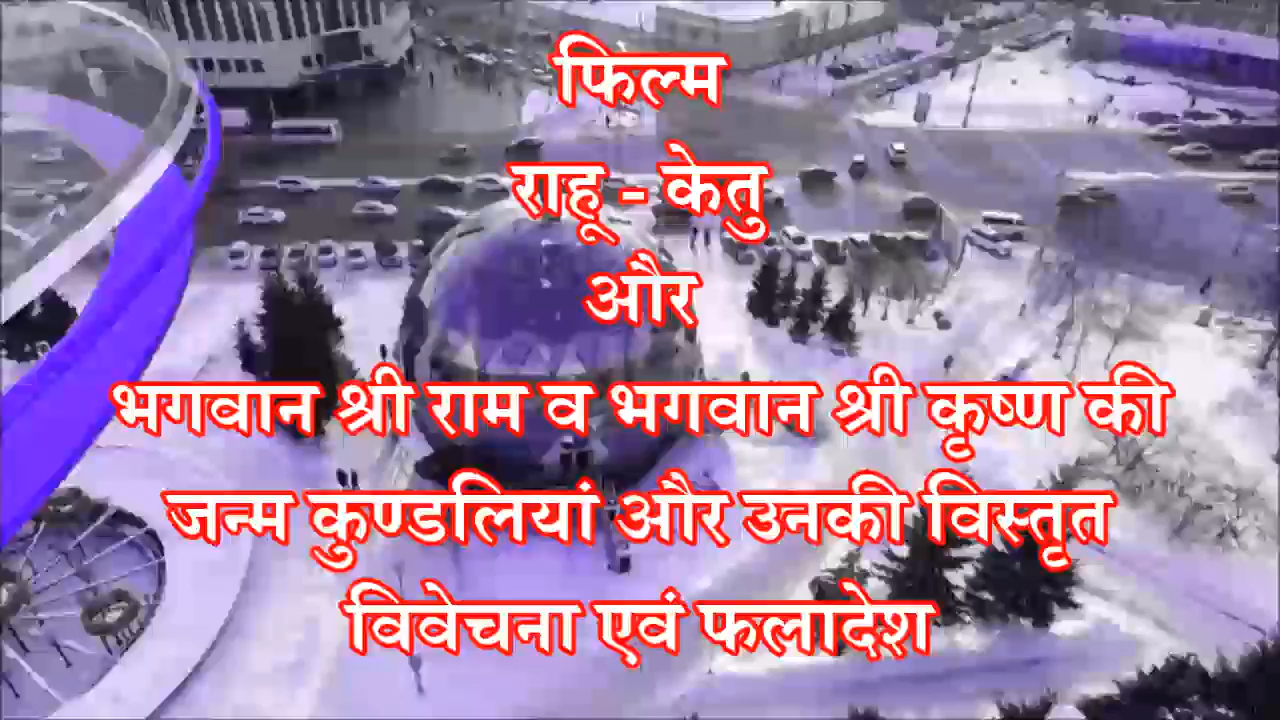 फिल्म
राहू - केतु
और
भगवान श्री राम व भगवान श्री कृष्ण की
जन्म कुण्डलियां और उनकी विस्तृत
विवेचना एवं फलादेश